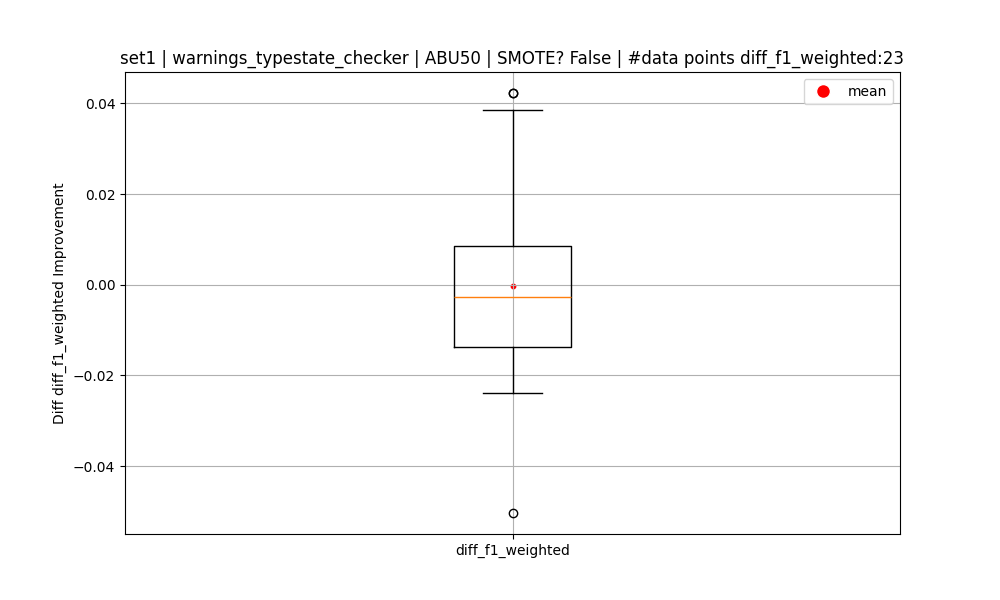 set1 | warnings_typestate_checker | ABU50 | SMOTE? False | #data points diff_f1_weighted:23
mean
0.04
0.02
0.00
−0.02
−0.04
Diff diff_f1_weighted Improvement
diff_f1_weighted